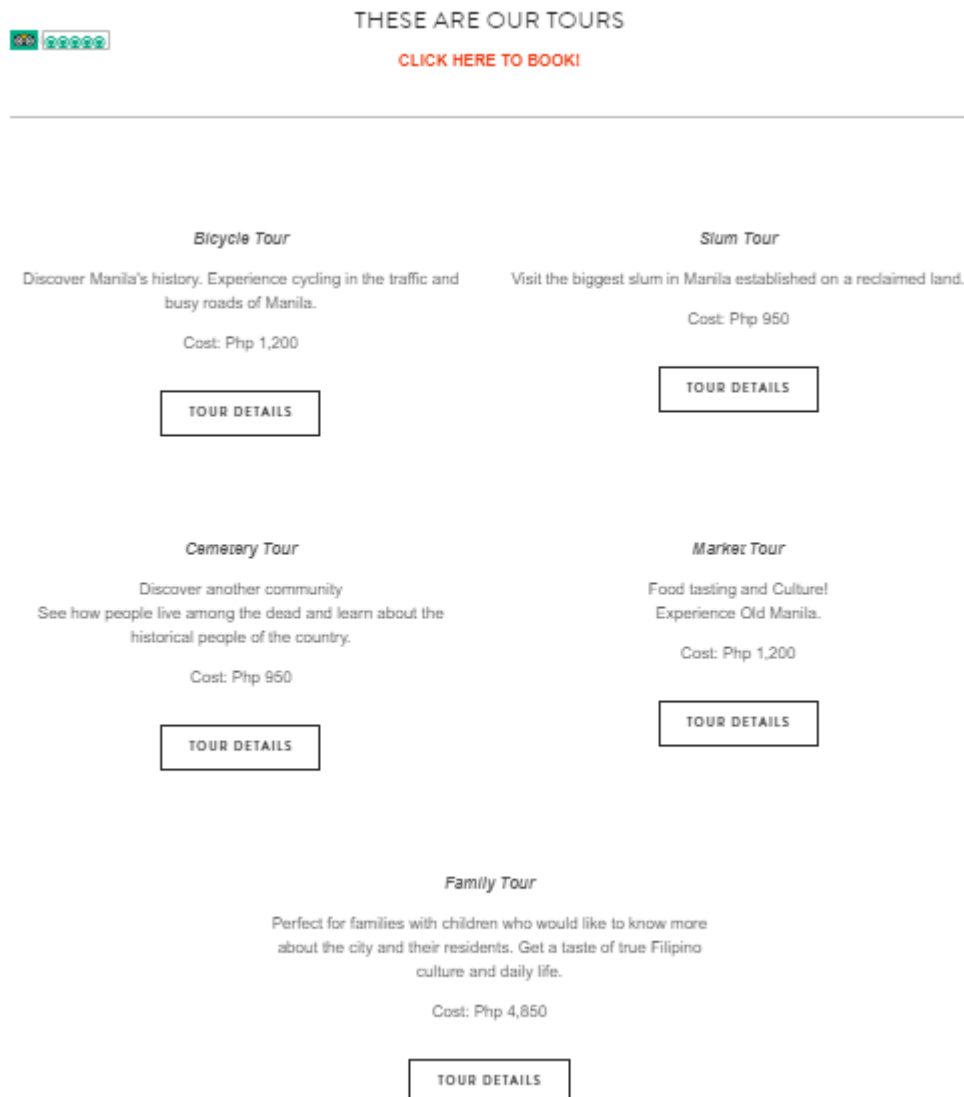 THESE ARE OUR TOURS
CLICK HERE TO BOOK!
Bicycle Tour
Discover Manila's history. Experience cycling in the traffic and
busy roads of Manila.
Cost: Php 1,200
TOUR DETAILS
Slum Tour
Visit the biggest slum in Manila established on a reclaimed land.
Cost: Php 950
TOUR DETAILS
Cemetery Tour
Discover another community
See how people live among the dead and learn about the
historical people of the country.
Cost: Php 950
TOUR DETAILS
Market Tour
Food tasting and Culture!
Experience Old Manila.
Cost: Php 1,200
TOUR DETAILS
Family Tour
Perfect for families with children who would like to know more
about the city and their residents. Get a taste of true Filipino
culture and daily life.
Cost: Php 4,850
TOUR DETAILS